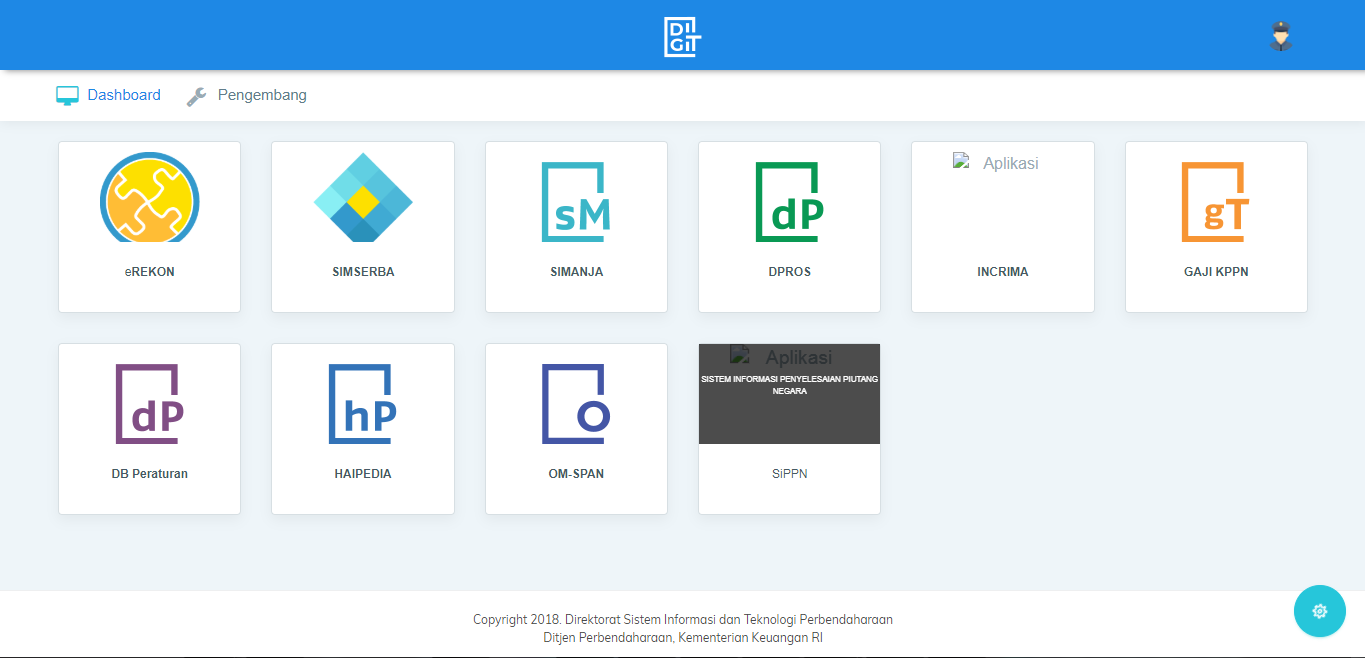 DI
GIT
Dashboard
Pengembang
Aplikasi
sM
dP
gT
eREKON
SIMSERBA
SIMANJA
DPROS
INCRIMA
GAJI KPPN
Aplikasi
SISTEM INFORMASI PENYELESAIAN PIUTANG
NEGARA
dP
hP
O
DB Peraturan
HAIPEDIA
OM-SPAN
SiPPN
Copyright 2018. Direktorat Sistem Informasi dan Teknologi Perbendaharaan
Ditjen Perbendaharaan, Kementerian Keuangan RI